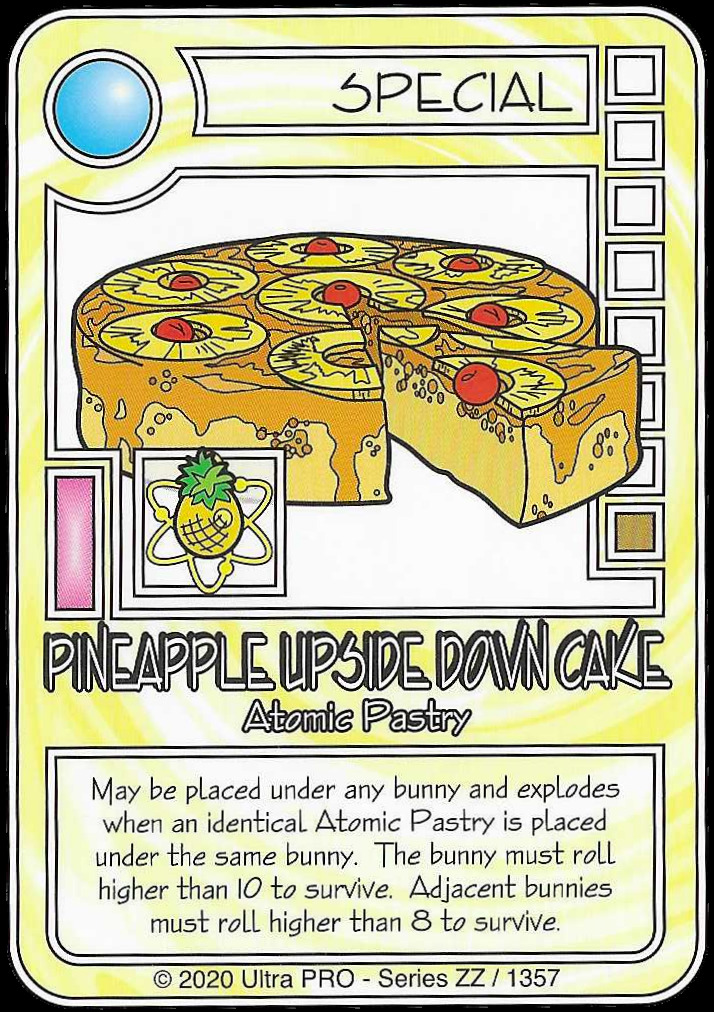 SPECIAL
PINEAPPLE UPSIDE DOWN CAKE
Atomic Pastry
May be placed under any bunny and explodes
when an identical Atomic Pastry is placed
under the same bunny. The bunny must roll
higher than 10 to survive. Adjacent bunnies
must roll higher than 8 to survive.
© 2020 Ultra PRO - Series ZZ / 1357